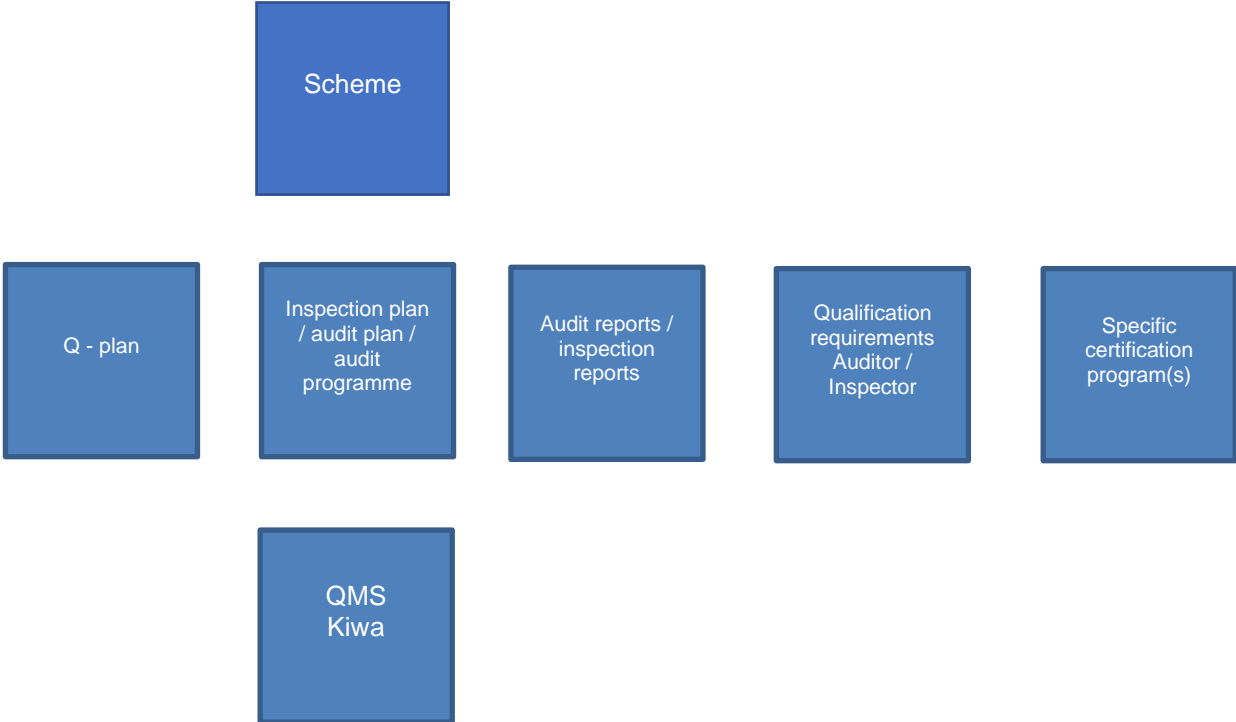 Scheme
Q - plan
Inspection plan
/ audit plan /
audit
programme
Audit reports /
inspection
reports
Qualification
requirements
Auditor /
Inspector
Specific
certification
program(s)
QMS
Kiwa